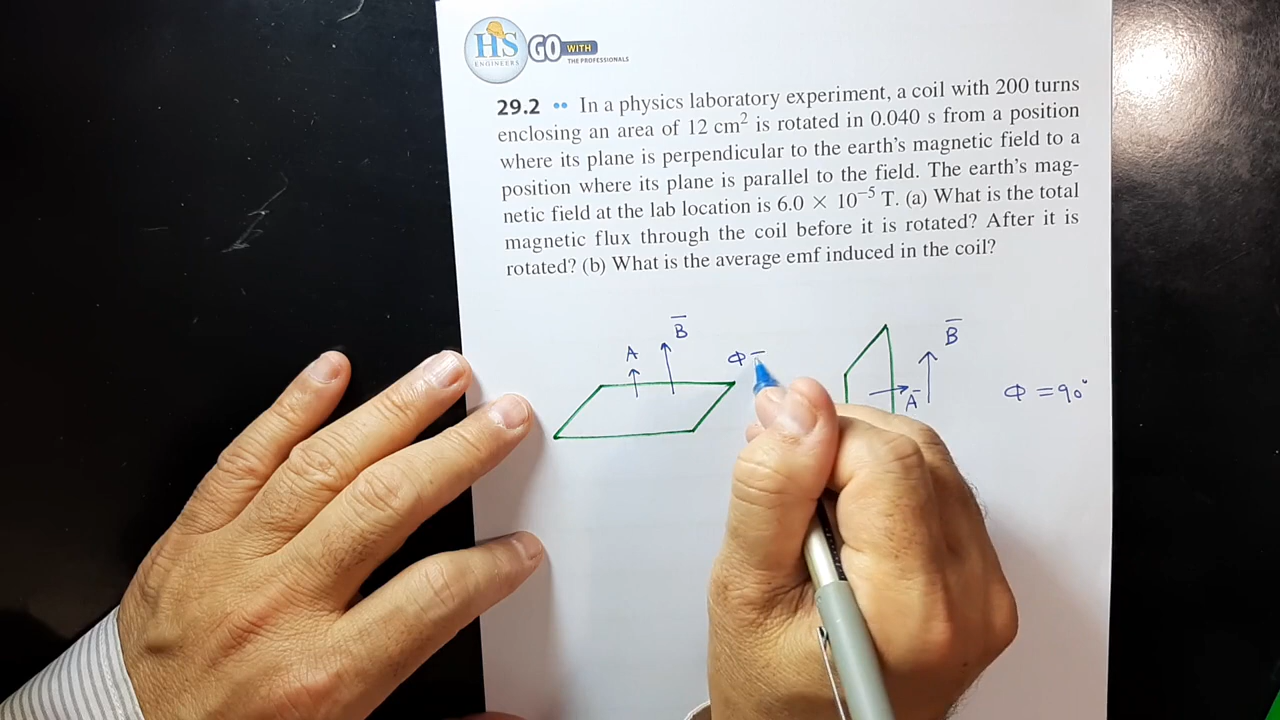 HS
ENGINEERS
GO WITH
THE PROFESSIONALS
29.2 •• In a physics laboratory experiment, a coil with 200 turns
enclosing an area of 12 cm² is rotated in 0.040 s from a position
where its plane is perpendicular to the earth's magnetic field to a
position where its plane is parallel to the field. The earth's mag-
netic field at the lab location is 6.0 × 10⁻⁵ T. (a) What is the total
magnetic flux through the coil before it is rotated? After it is
rotated? (b) What is the average emf induced in the coil?
B̅
A
Φ
B̅
A̅
Φ = 90°